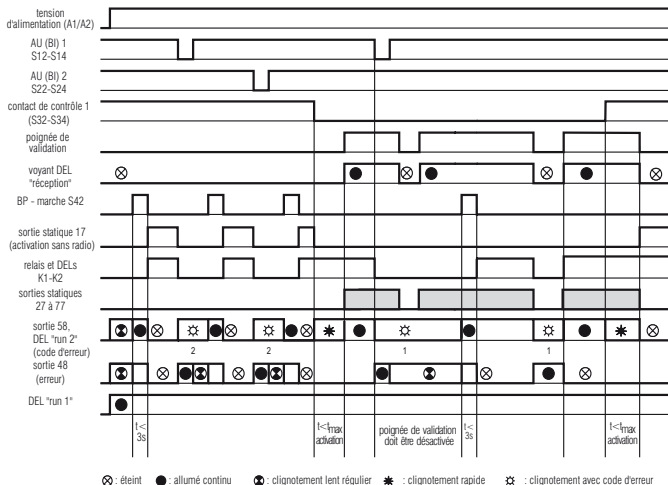 tension
d'alimentation (A1/A2)
AU (BI) 1
S12-S14
AU (BI) 2
S22-S24
contact de contrôle 1
(S32-S34)
poignée de
validation
voyant DEL
"réception"
BP - marche S42
sortie statique 17
(activation sans radio)
relais et DELs
K1-K2
sorties statiques
27 à 77
sortie 58,
DEL "run 2"
(code d'erreur)
2 2 1 1
sortie 48
(erreur)
DEL "run 1"
t<
3s
t<tmax
activation
poignée de validation
doit être désactivée
t<
3s
t<tmax
activation
: éteint : allumé continu : clignotement lent régulier : clignotement rapide : clignotement avec code d'erreur